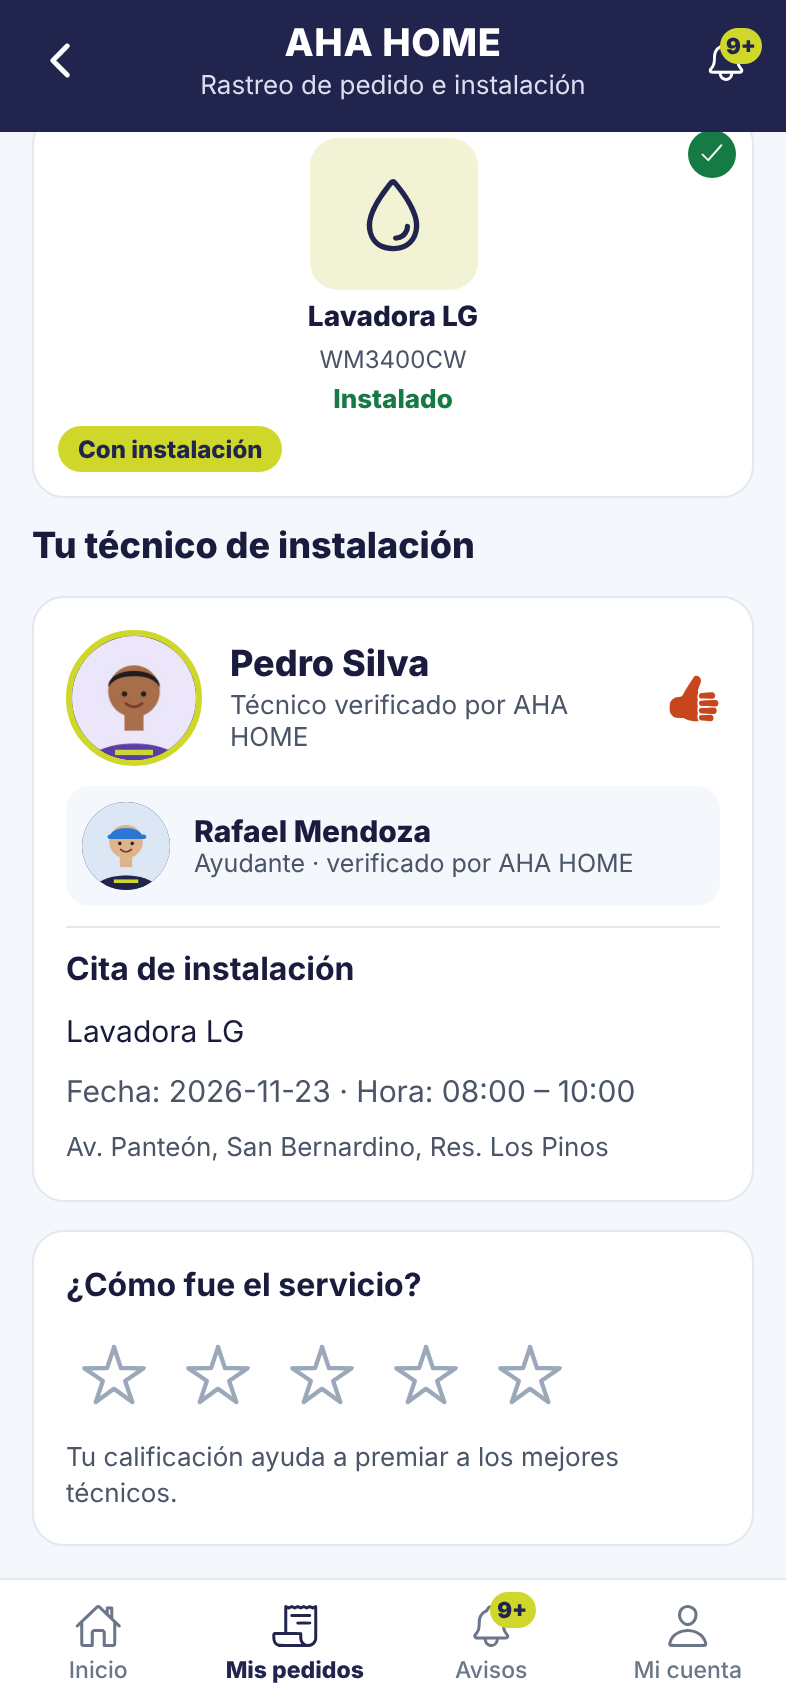 AHA HOME
Rastreo de pedido e instalación
9+
Lavadora LG
WM3400CW
Instalado
Con instalación
Tu técnico de instalación
Pedro Silva
Técnico verificado por AHA
HOME
Rafael Mendoza
Ayudante · verificado por AHA HOME
Cita de instalación
Lavadora LG
Fecha: 2026-11-23 · Hora: 08:00 – 10:00
Av. Panteón, San Bernardino, Res. Los Pinos
¿Cómo fue el servicio?
Tu calificación ayuda a premiar a los mejores
técnicos.
9+
Inicio
Mis pedidos
Avisos
Mi cuenta